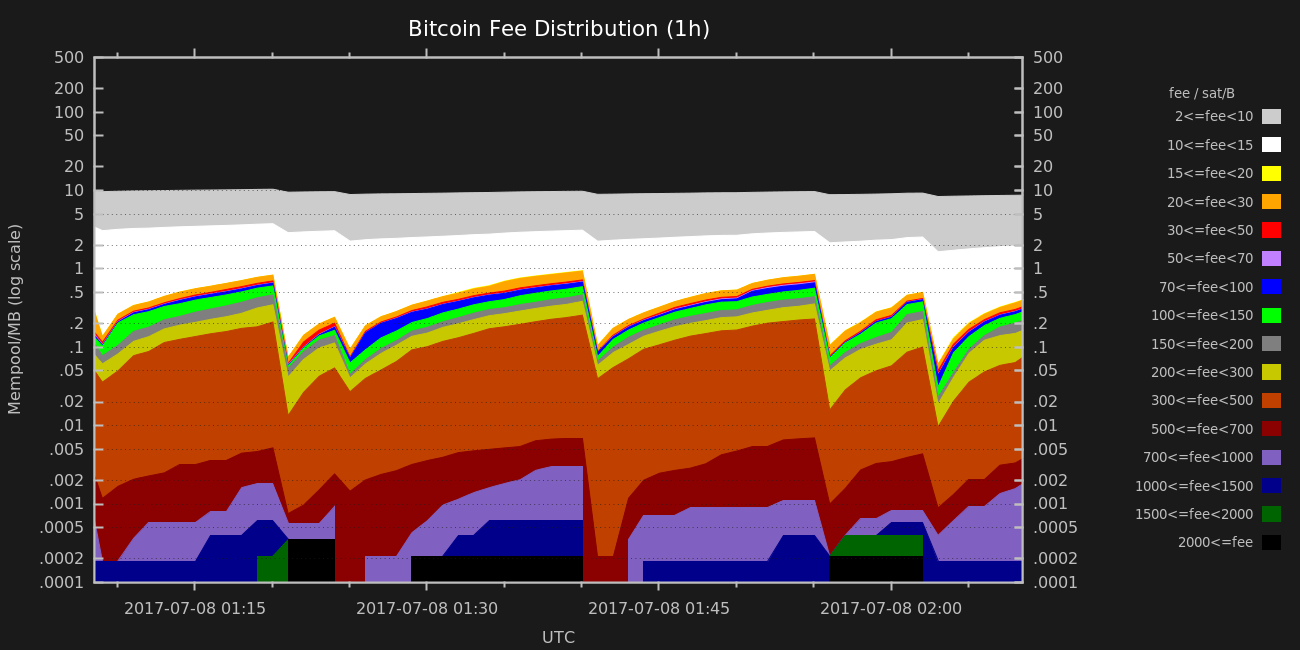 Bitcoin Fee Distribution (1h)
Mempool/MB (log scale)
500
200
100
50
20
10
5
2
1
.5
.2
.1
.05
.02
.01
.005
.002
.001
.0005
.0002
.0001
500
200
100
50
20
10
5
2
1
.5
.2
.1
.05
.02
.01
.005
.002
.001
.0005
.0002
.0001
2017-07-08 01:15
2017-07-08 01:30
2017-07-08 01:45
2017-07-08 02:00
UTC
fee / sat/B
2<=fee<10
10<=fee<15
15<=fee<20
20<=fee<30
30<=fee<50
50<=fee<70
70<=fee<100
100<=fee<150
150<=fee<200
200<=fee<300
300<=fee<500
500<=fee<700
700<=fee<1000
1000<=fee<1500
1500<=fee<2000
2000<=fee